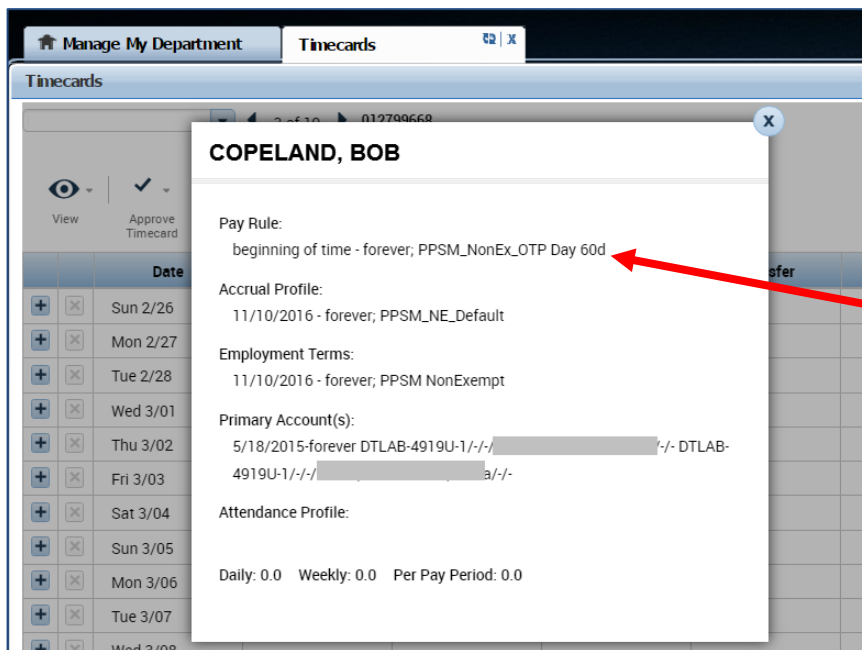 Manage My Department
Timecards
X
Timecards
012799668
X
COPELAND, BOB
View
Approve
Timecard
Pay Rule:
beginning of time - forever; PPSM_NonEx_OTP Day 60d
Date
sfer
Accrual Profile:
11/10/2016 - forever; PPSM_NE_Default
Employment Terms:
11/10/2016 - forever; PPSM NonExempt
Primary Account(s):
5/18/2015-forever DTLAB-4919U-1/-/-/ /-/- DTLAB-
4919U-1/-/-/ a/-/-
Attendance Profile:
Daily: 0.0 Weekly: 0.0 Per Pay Period: 0.0
Sun 2/26
Mon 2/27
Tue 2/28
Wed 3/01
Thu 3/02
Fri 3/03
Sat 3/04
Sun 3/05
Mon 3/06
Tue 3/07
Wed 3/08